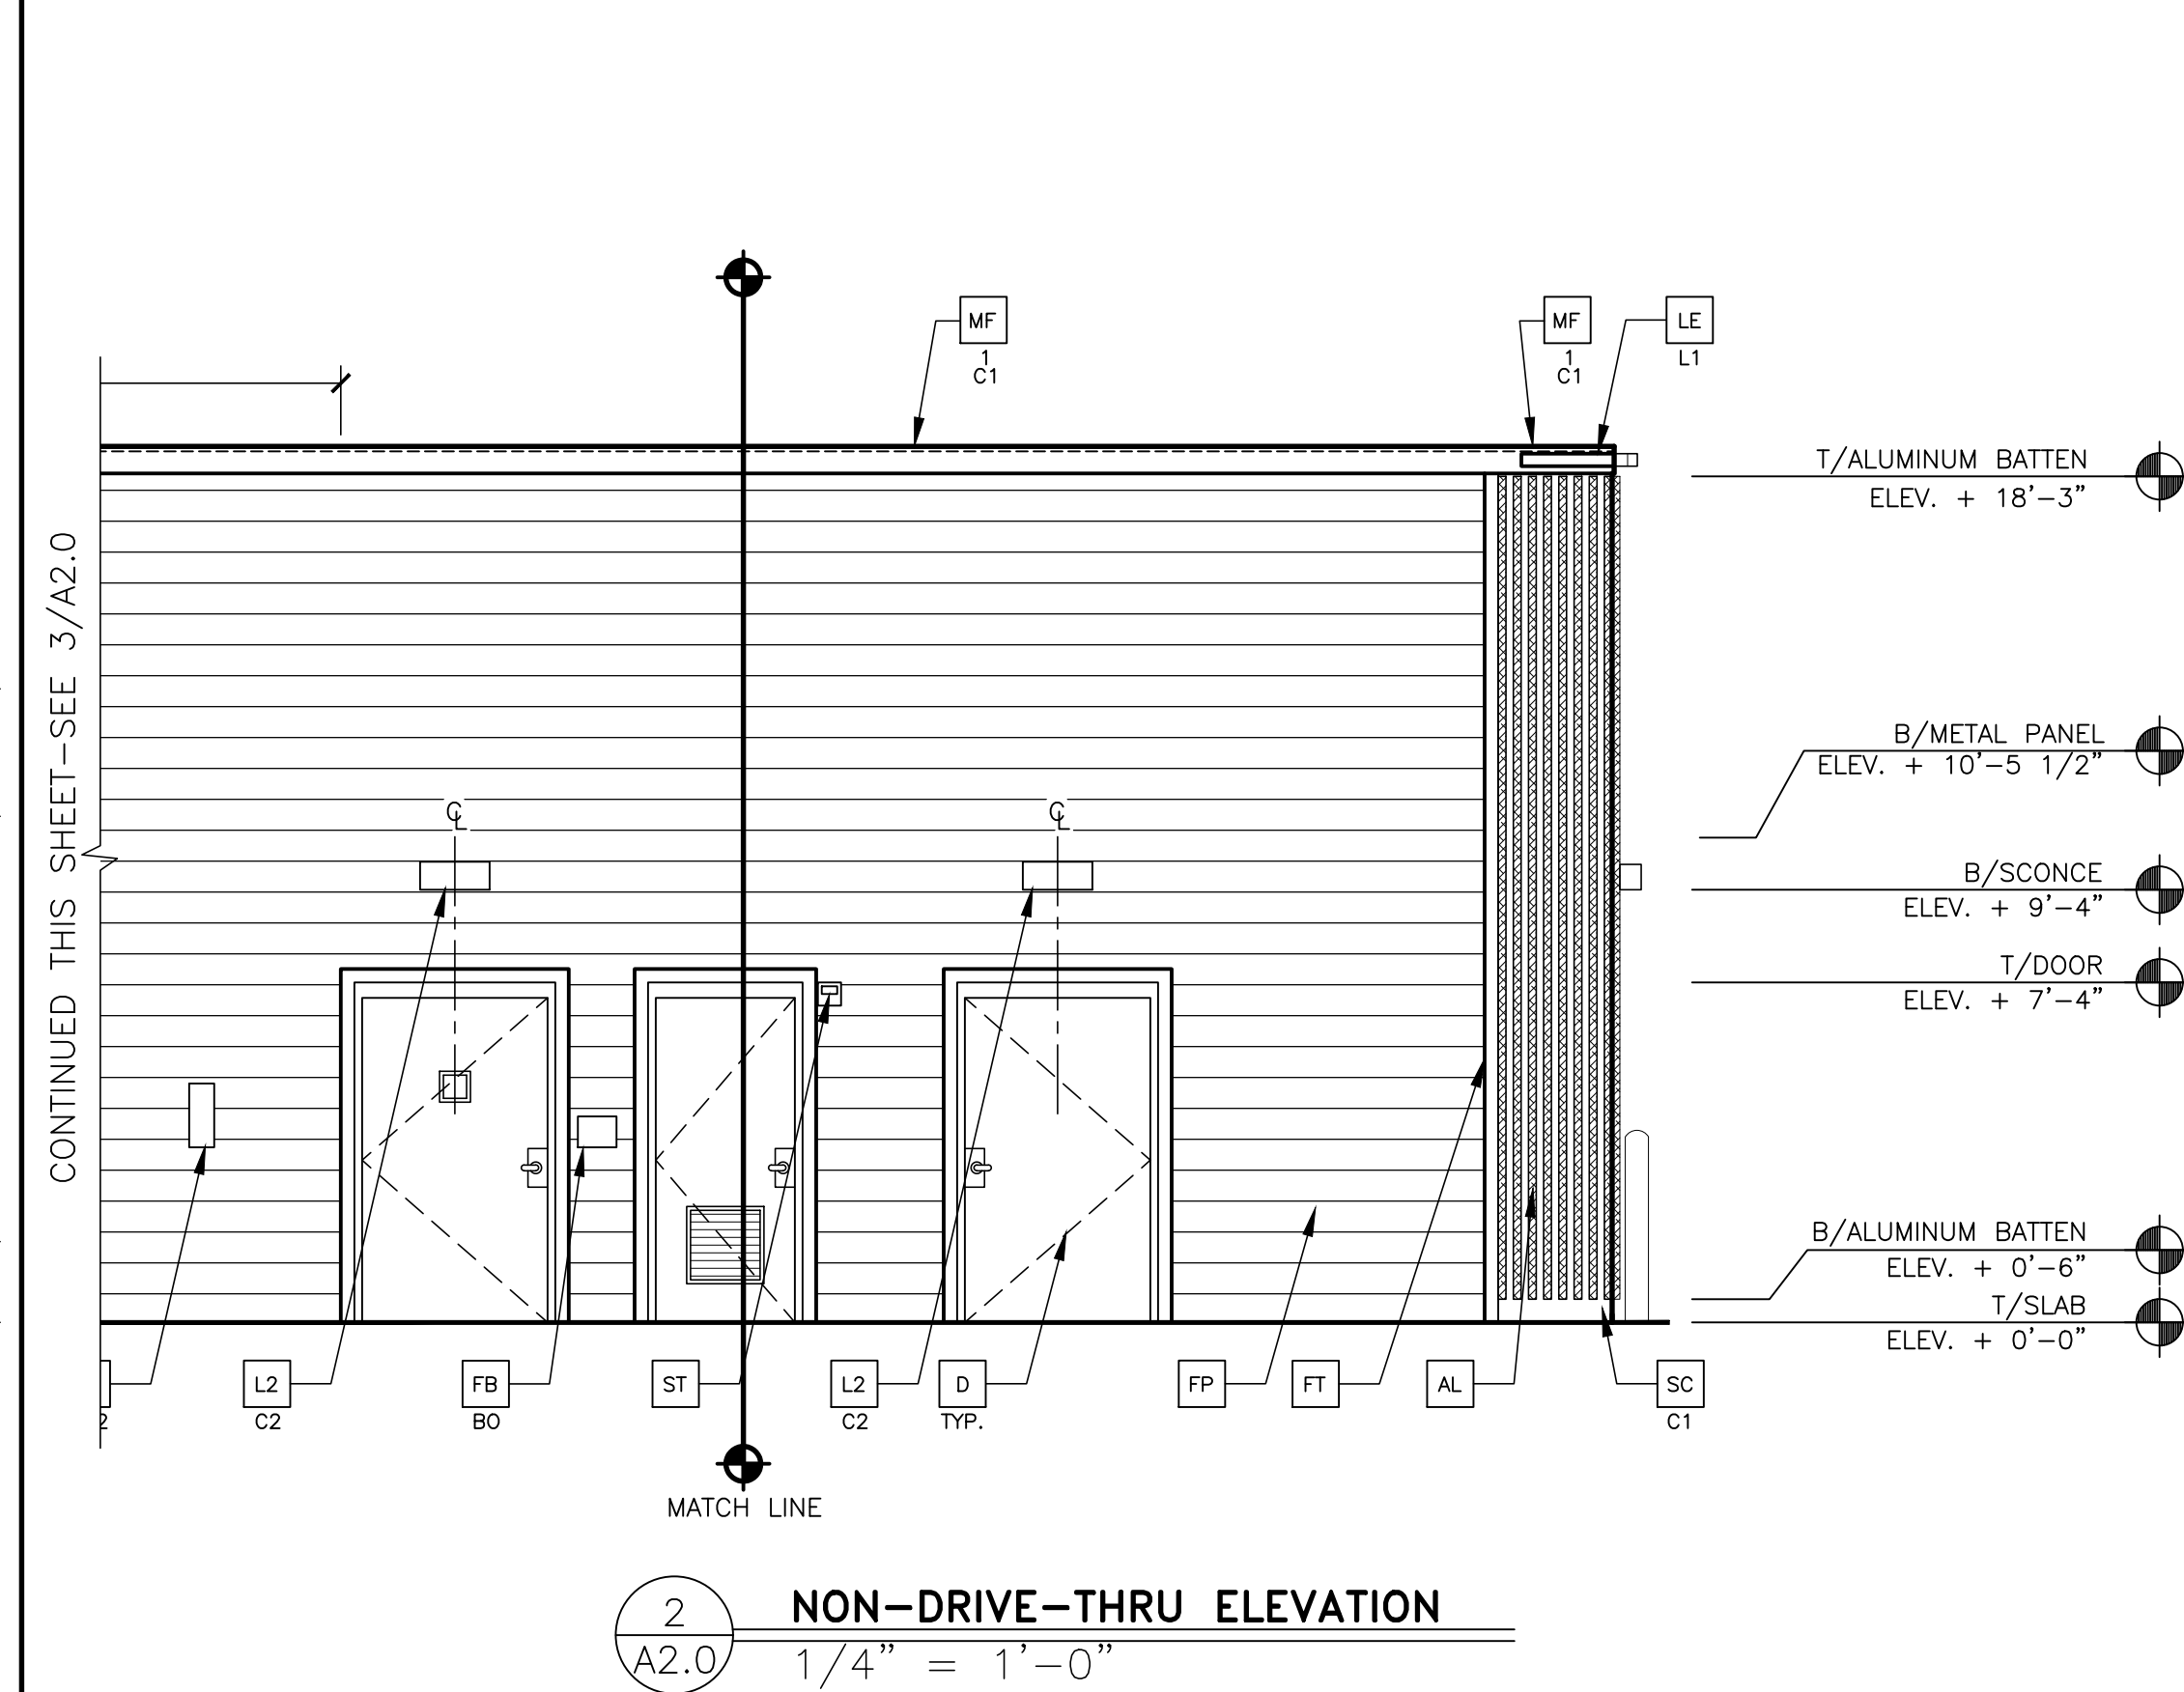 MF
1
C1
MF
1
C1
LE
L1
T/ALUMINUM BATTEN
ELEV. + 18'-3"
CONTINUED THIS SHEET-SEE 3/A2.0
B/METAL PANEL
ELEV. + 10'-5 1/2"
℄
℄
B/SCONCE
ELEV. + 9'-4"
T/DOOR
ELEV. + 7'-4"
B/ALUMINUM BATTEN
ELEV. + 0'-6"
T/SLAB
ELEV. + 0'-0"
L2
C2
FB
BO
ST
L2
C2
D
TYP.
FP
FT
AL
SC
C1
MATCH LINE
2
A2.0
NON-DRIVE-THRU ELEVATION
1/4" = 1'-0"